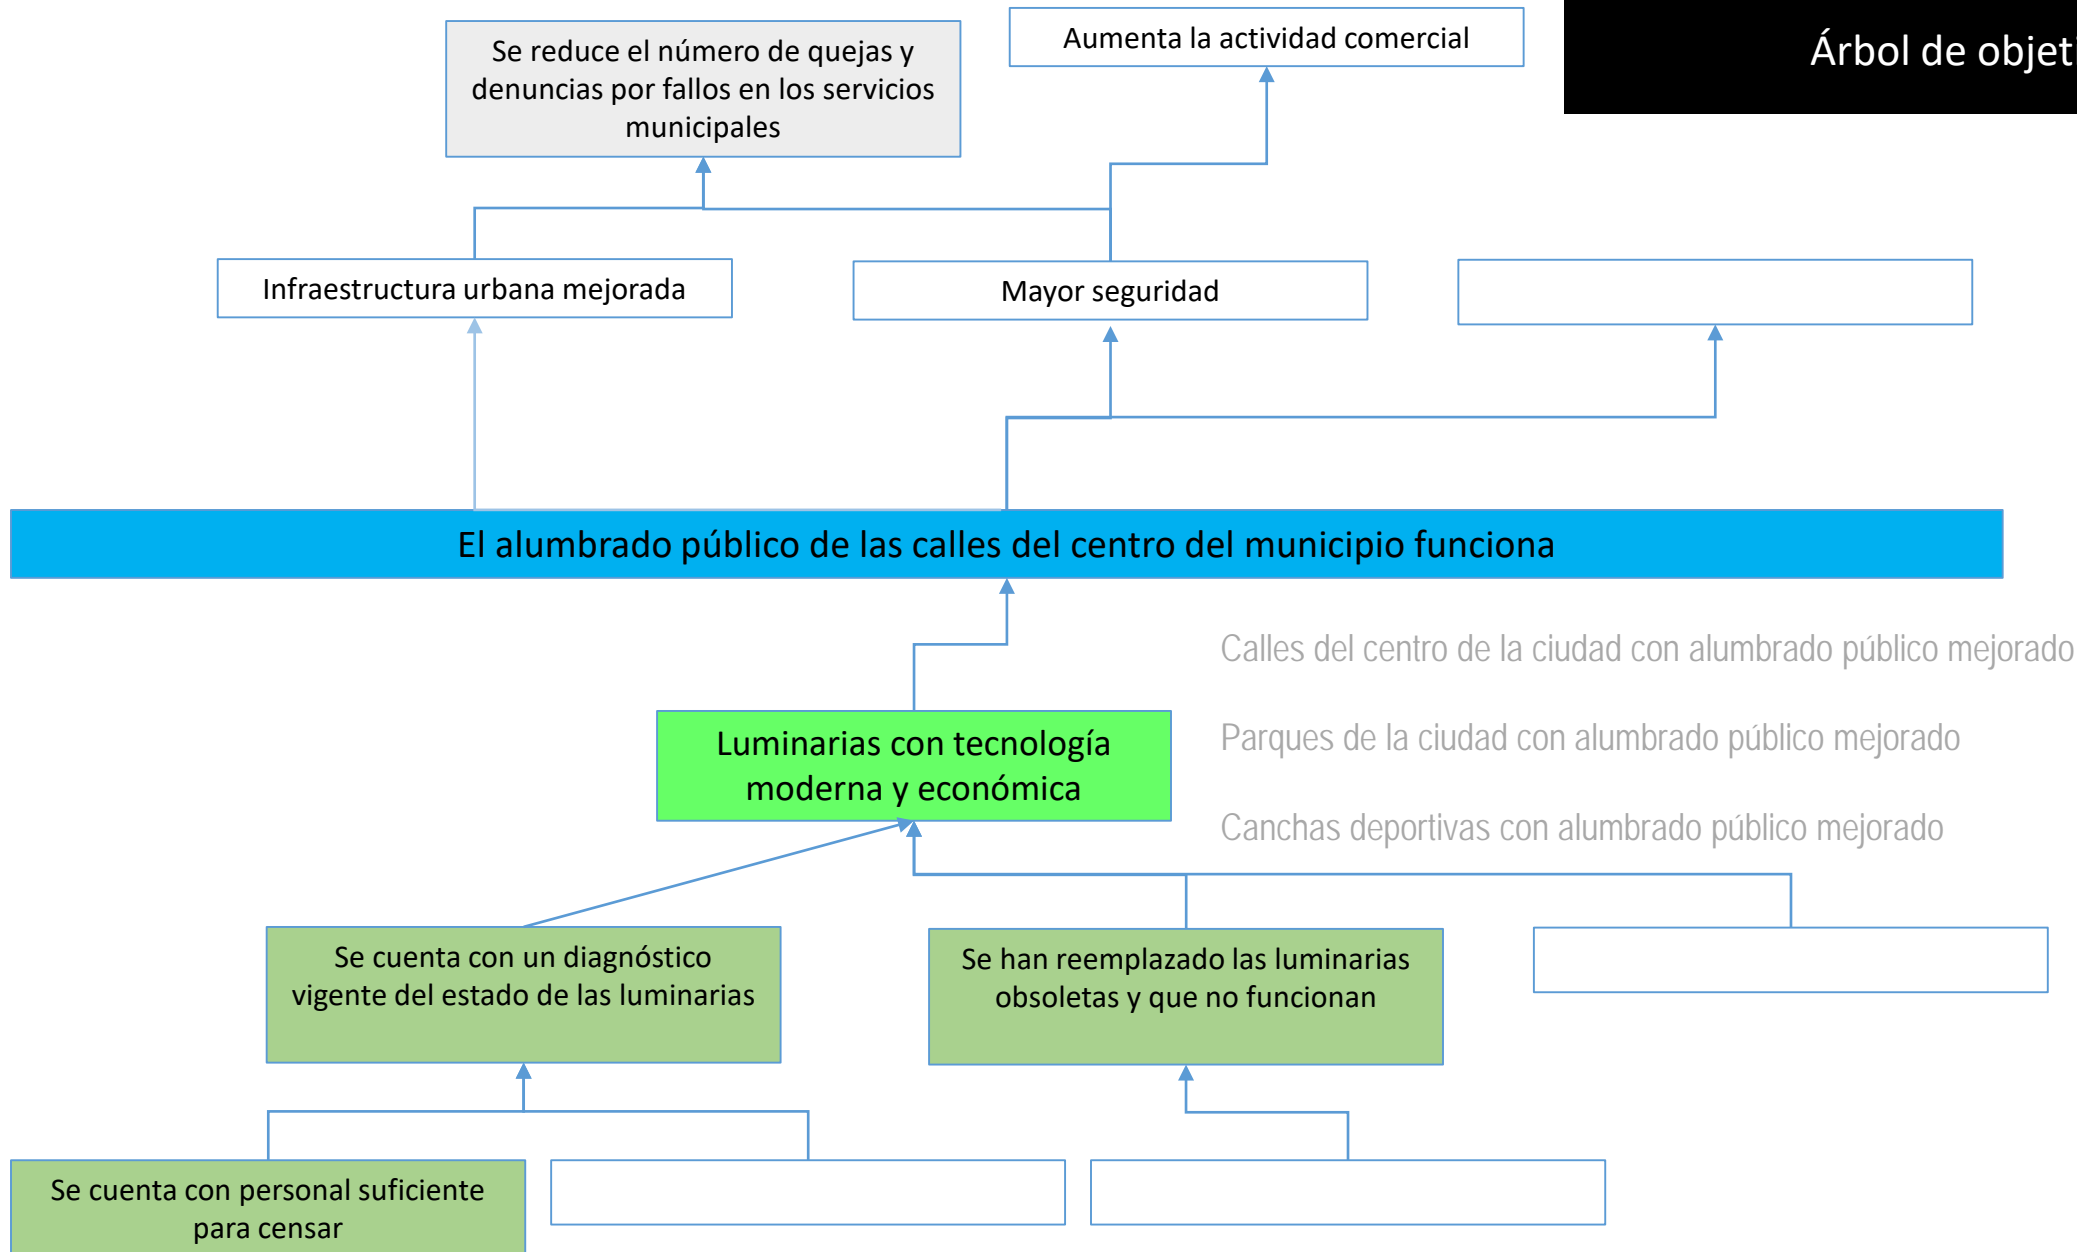 Árbol de objeti
Se reduce el número de quejas y
denuncias por fallos en los servicios
municipales
Aumenta la actividad comercial
Infraestructura urbana mejorada
Mayor seguridad
El alumbrado público de las calles del centro del municipio funciona
Calles del centro de la ciudad con alumbrado público mejorado
Luminarias con tecnología
moderna y económica
Parques de la ciudad con alumbrado público mejorado
Canchas deportivas con alumbrado público mejorado
Se cuenta con un diagnóstico
vigente del estado de las luminarias
Se han reemplazado las luminarias
obsoletas y que no funcionan
Se cuenta con personal suficiente
para censar